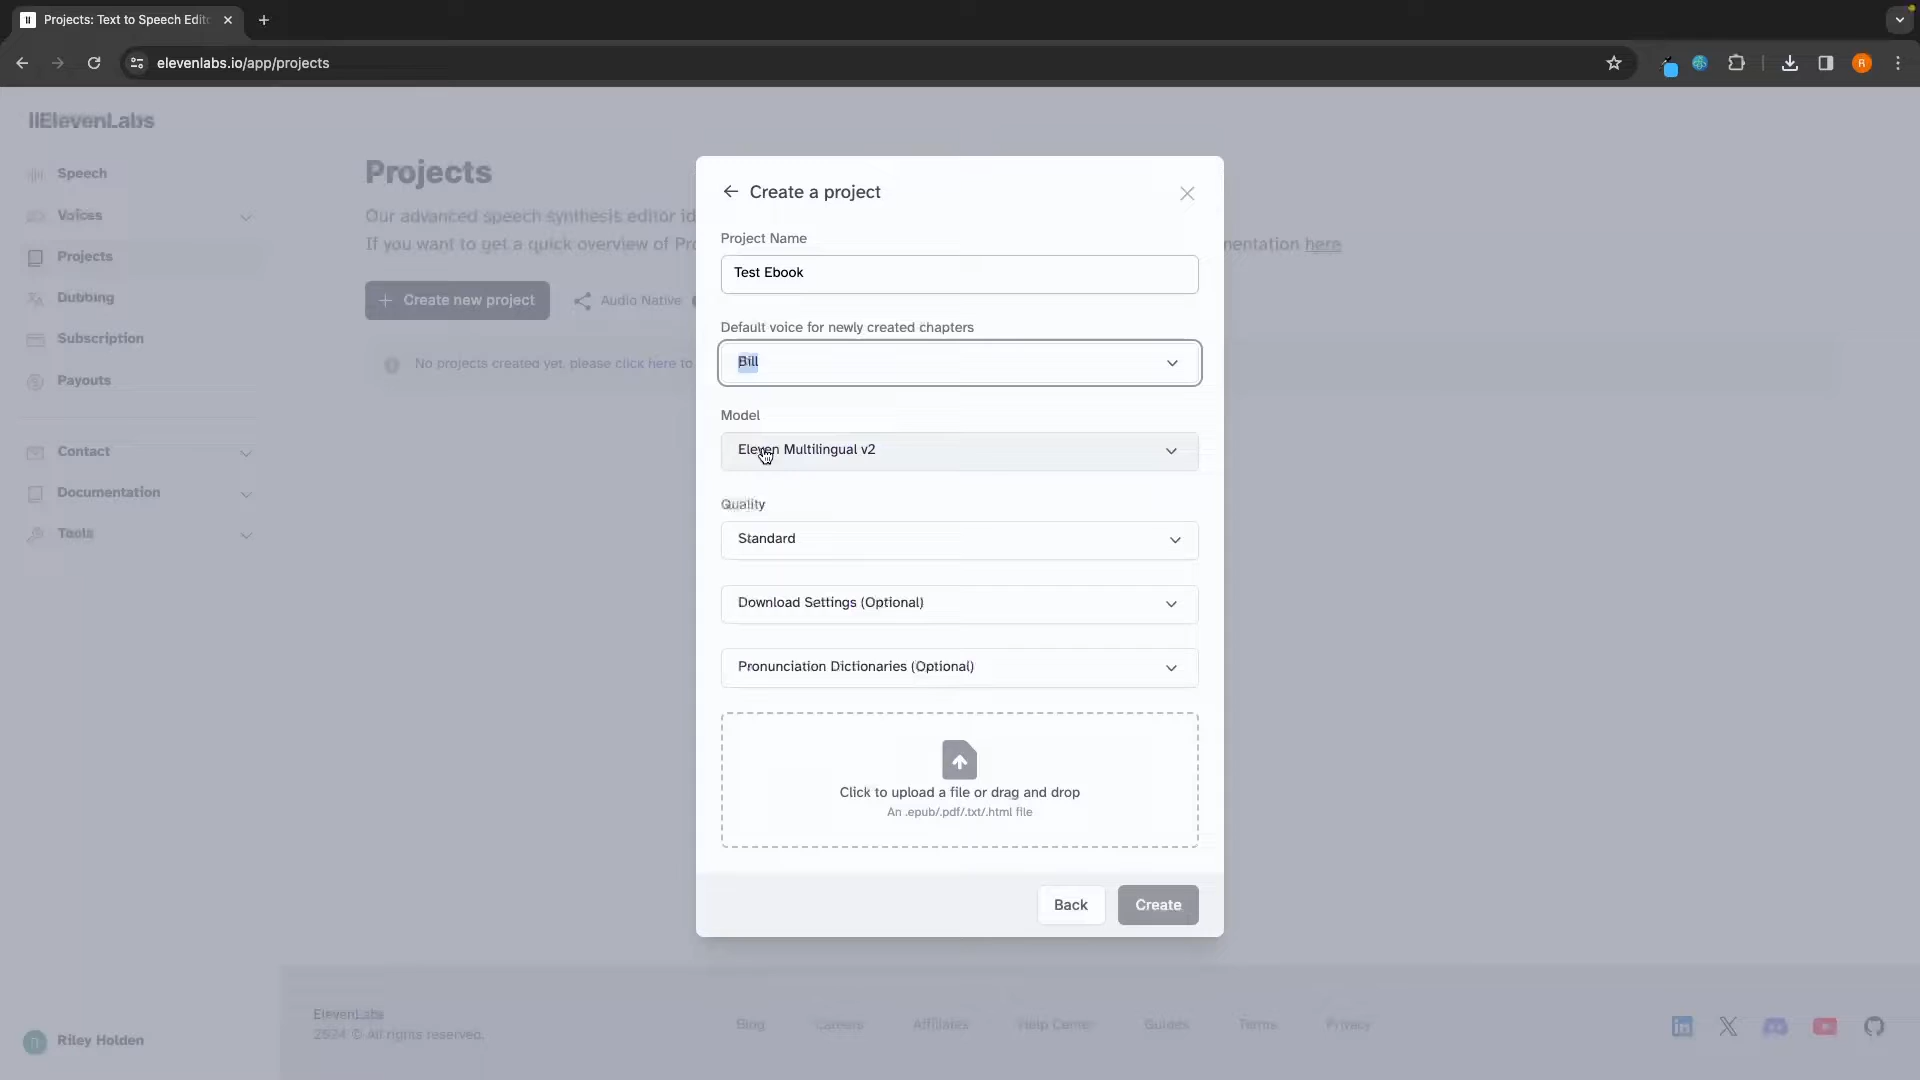 Projects: Text to Speech Edito
elevenlabs.io/app/projects
R
IIElevenLabs
Speech
Voices
Projects
Dubbing
Subscription
Payouts
Contact
Documentation
Tools
Riley Holden
Projects
Our advanced speech synthesis editor
If you want to get a quick overview of
mentation here
+ Create new project
Audio Native
No projects created yet, please click here to
Create a project
Project Name
Test Ebook
Default voice for newly created chapters
Bill
Model
Eleven Multilingual v2
Quality
Standard
Download Settings (Optional)
Pronunciation Dictionaries (Optional)
Click to upload a file or drag and drop
An .epub/.pdf/.txt/.html file
Back
Create
ElevenLabs
© All rights reserved.
Blog
Careers
Affiliates
Help Center
Guides
Terms
Privacy